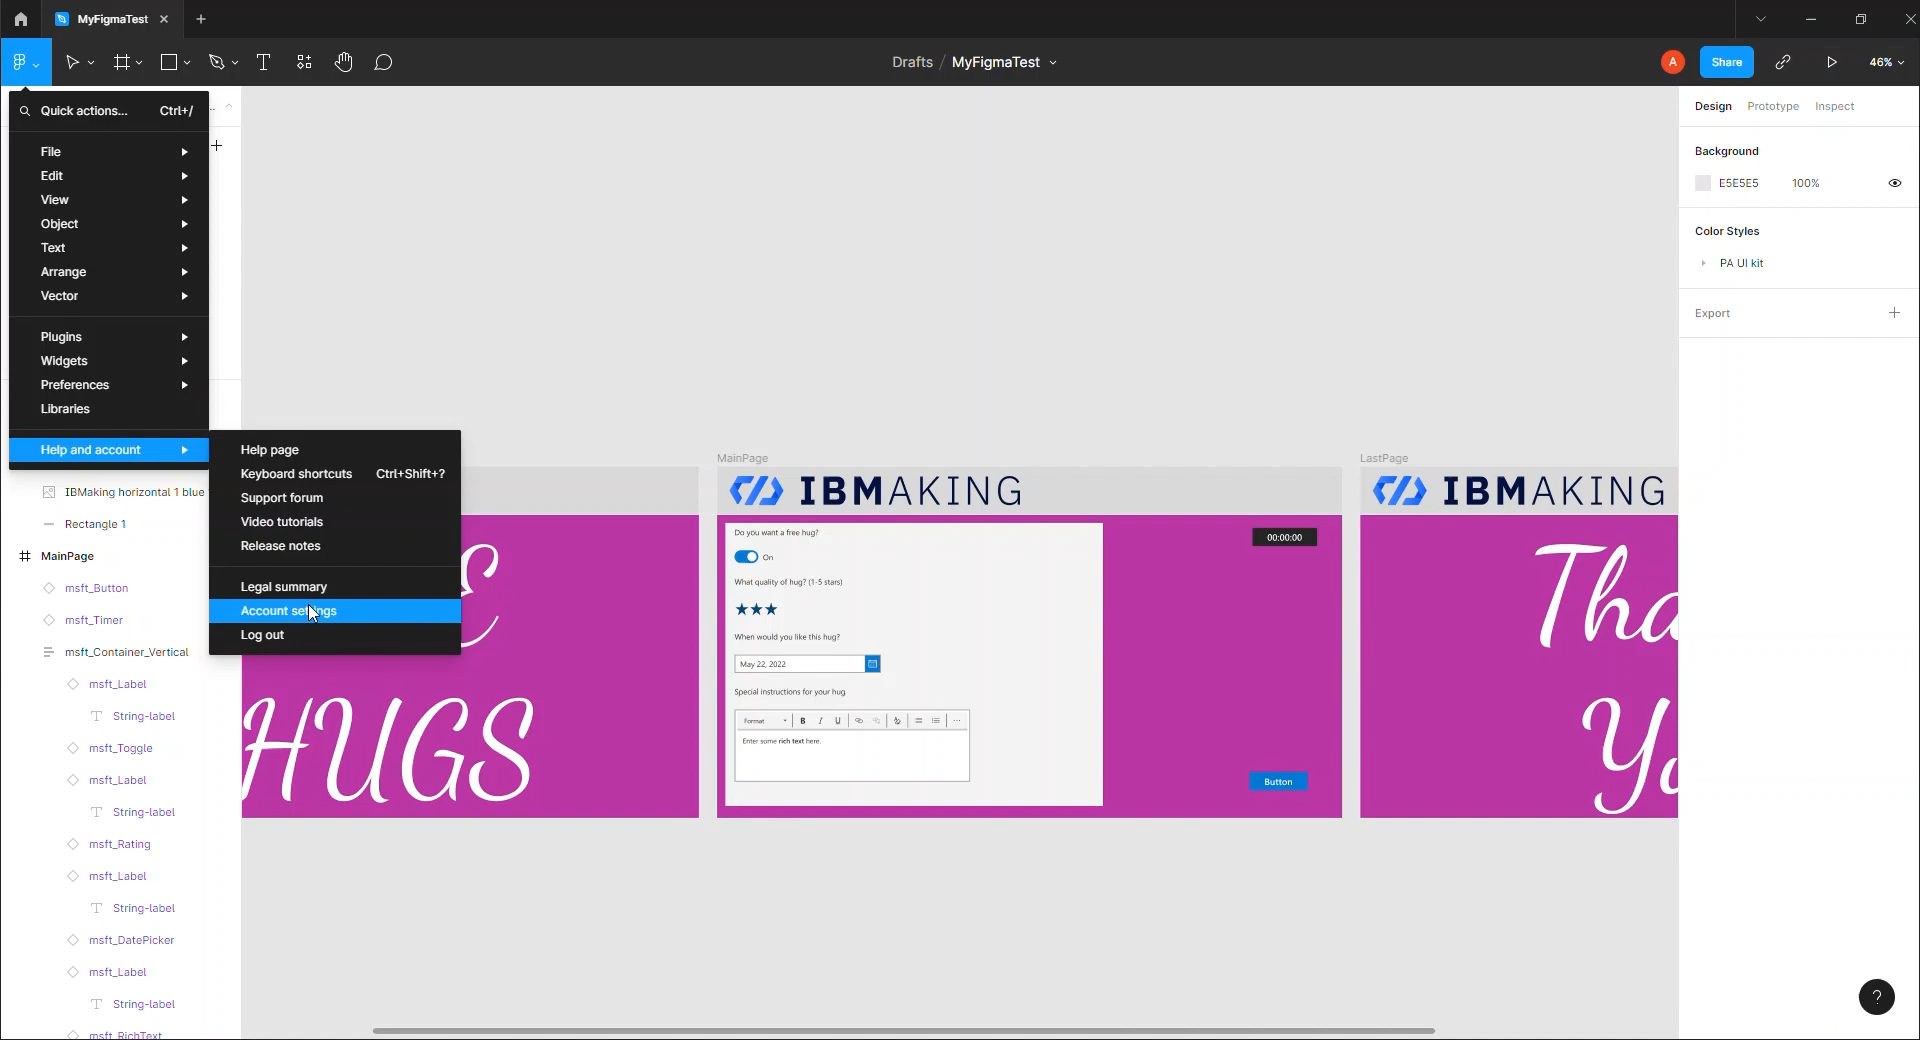 MyFigmaTest
Drafts / MyFigmaTest
A
Share
46%
Quick actions... Ctrl+/
File
Edit
View
Object
Text
Arrange
Vector
Plugins
Widgets
Preferences
Libraries
Help and account
Help page
Keyboard shortcuts Ctrl+Shift+?
Support forum
Video tutorials
Release notes
Legal summary
Account settings
Log out
IBMaking horizontal 1 blue
Rectangle 1
MainPage
msft_Button
msft_Timer
msft_Container_Vertical
msft_Label
String-label
msft_Toggle
msft_Label
String-label
msft_Rating
msft_Label
String-label
msft_DatePicker
msft_Label
String-label
msft_RichText
E
HUGS
MainPage
IBMAKING
Do you want a free hug?
On
What quality of hug? (1-5 stars)
When would you like this hug?
May 22, 2022
Special instructions for your hug.
Format B I U
Enter some rich text here.
00:00:00
Button
LastPage
IBMAKING
Tha
Yo
Design Prototype Inspect
Background
E5E5E5 100%
Color Styles
PA UI kit
Export
?